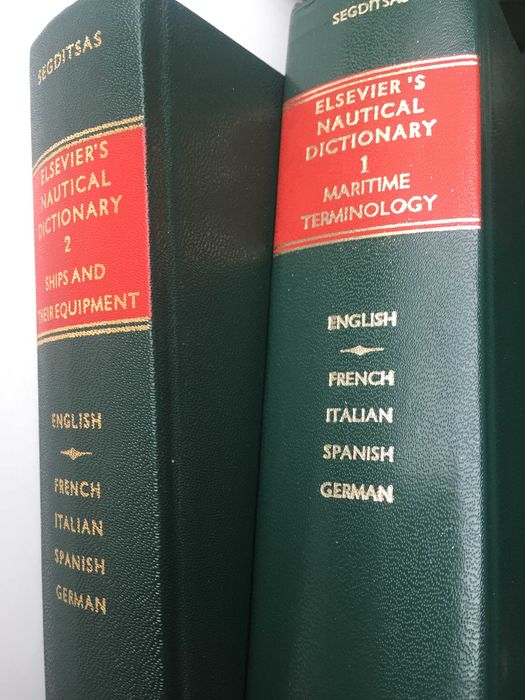 SEGDITSAS
ELSEVIER'S
NAUTICAL
DICTIONARY
2
SHIPS AND
THEIR EQUIPMENT
ENGLISH
FRENCH
ITALIAN
SPANISH
GERMAN
SEGDITSAS
ELSEVIER'S
NAUTICAL
DICTIONARY
1
MARITIME
TERMINOLOGY
ENGLISH
FRENCH
ITALIAN
SPANISH
GERMAN